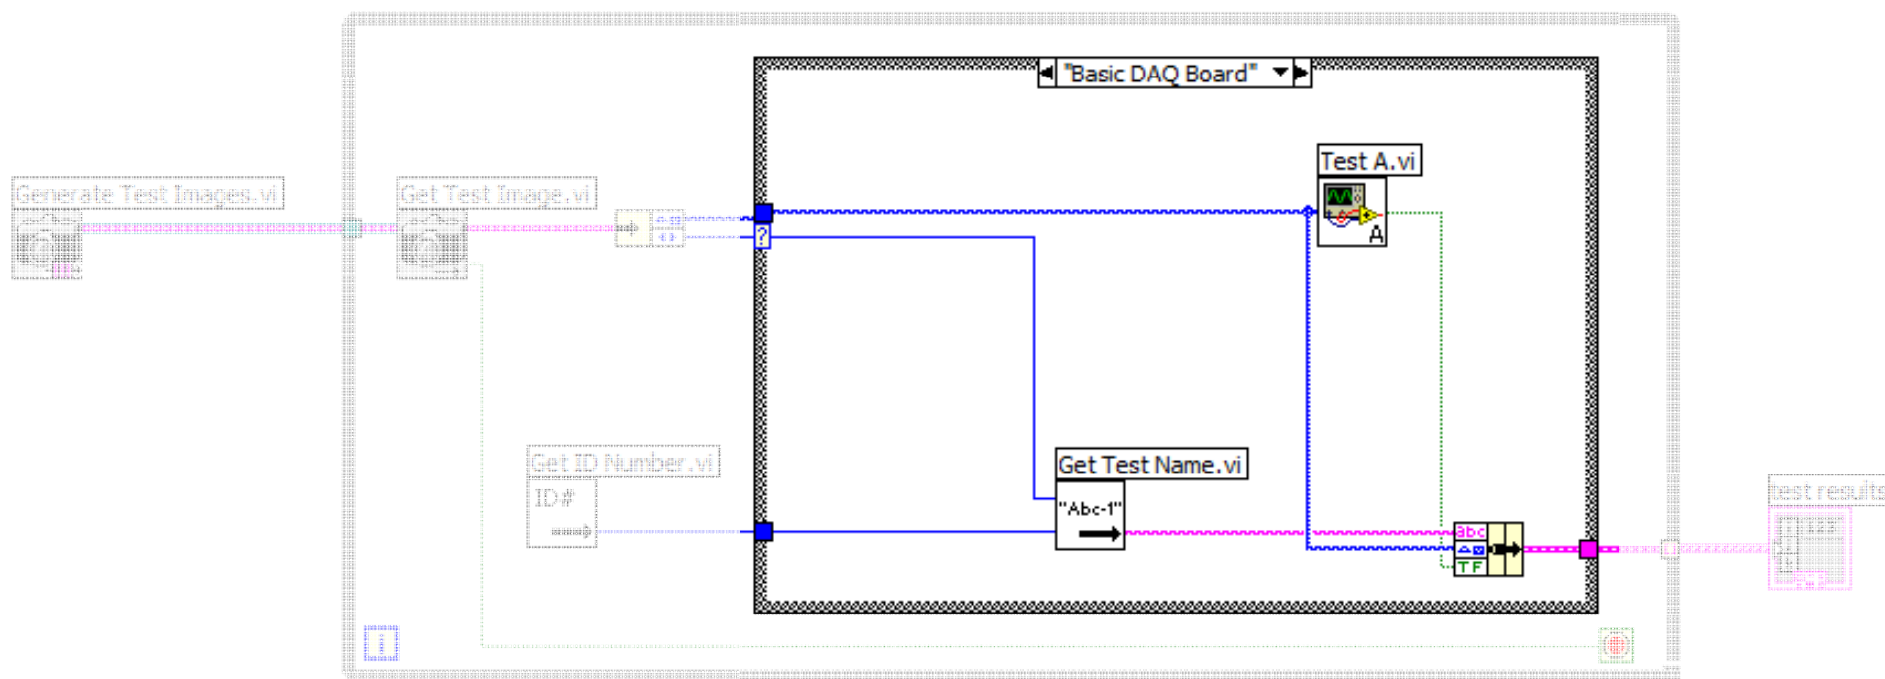 "Basic DAQ Board"
Test A.vi
A
Generate Test Images.vi
Get Test Image.vi
?
Get ID Number.vi
ID#
Get Test Name.vi
"Abc-1"
abc
TF
test results
i